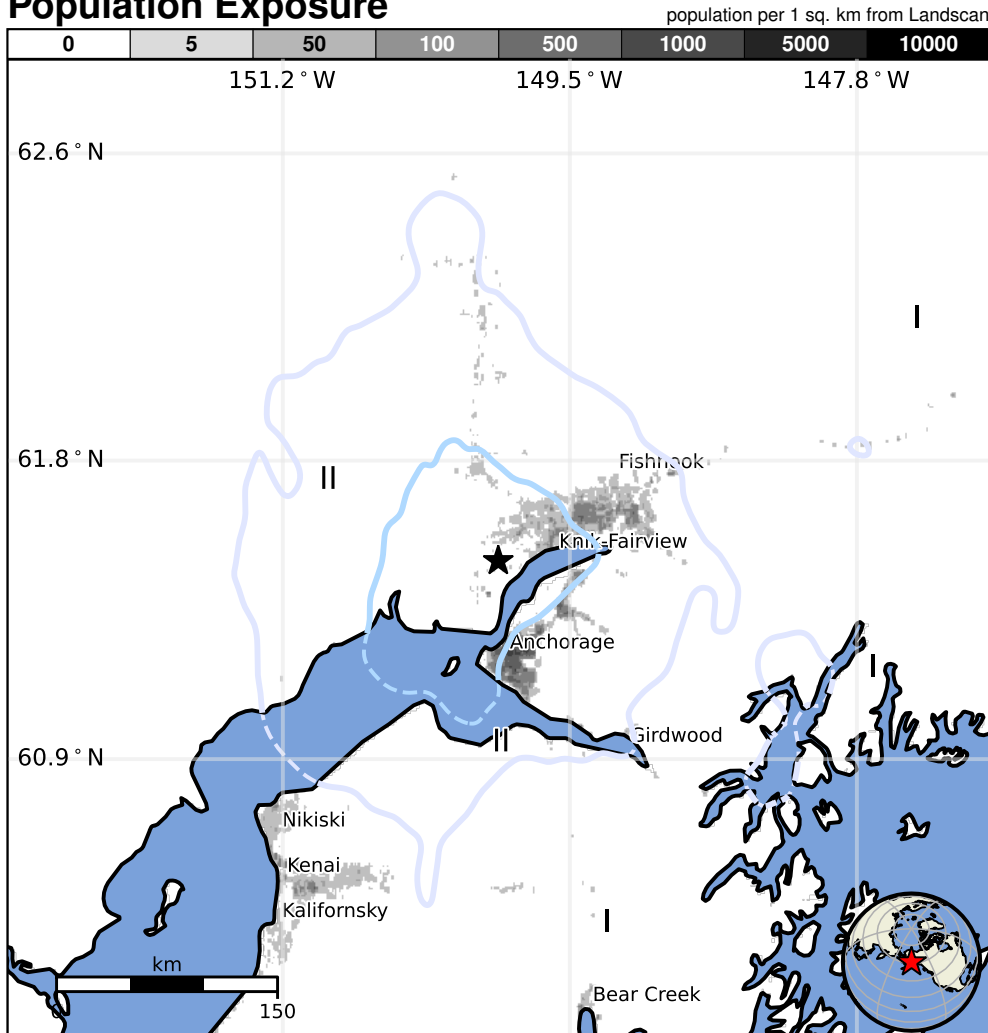 Population Exposure
population per 1 sq. km from Landscan
0 5 50 100 500 1000 5000 10000
151.2°W 149.5°W 147.8°W
62.6°N
I
61.8°N
Fishhook
II
Knik-Fairview
Anchorage
I
Girdwood
II
60.9°N
Nikiski
Kenai
Kalifornsky
I
km
0 150
Bear Creek